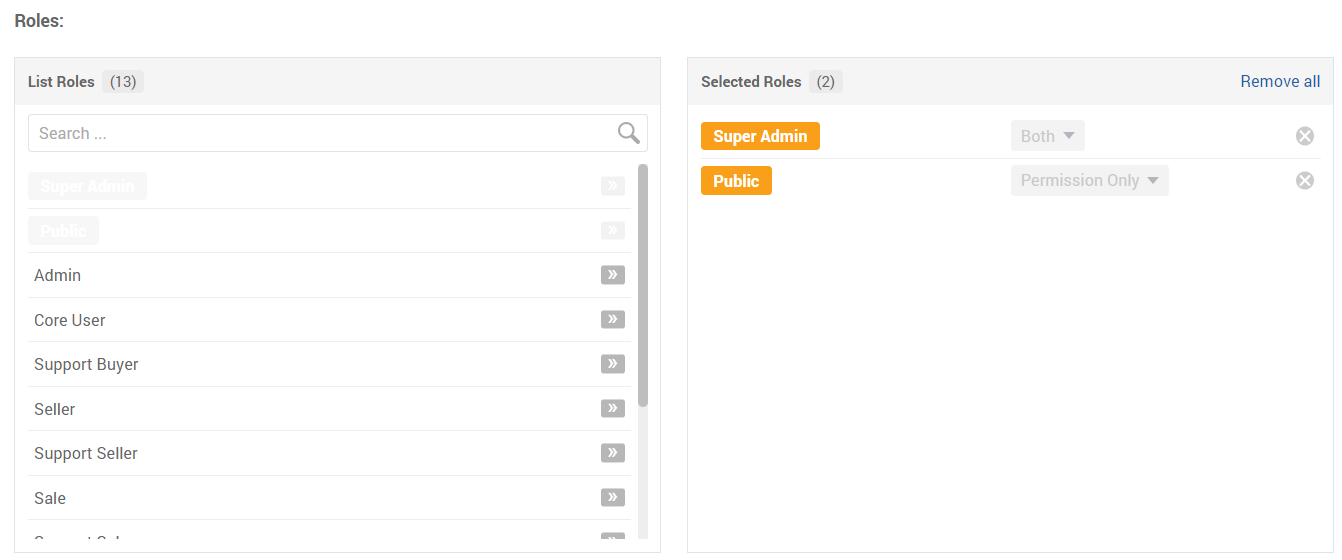 Roles:
List Roles (13)
Search ...
Super Admin »
Public »
Admin »
Core User »
Support Buyer »
Seller »
Support Seller »
Sale »
Selected Roles (2) Remove all
Super Admin Both
Public Permission Only